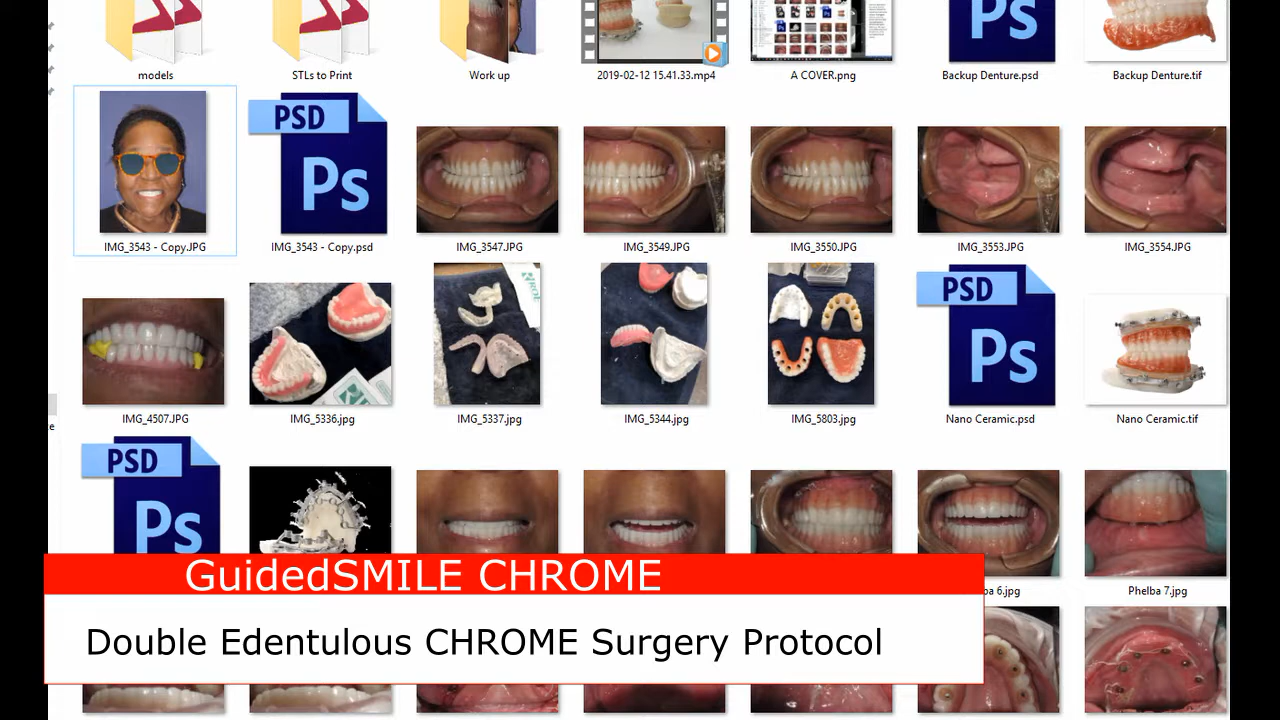 models
STLs to Print
Work up
2019-02-12 15.41.33.mp4
A COVER.png
Backup Denture.psd
Backup Denture.tif
Ps
PSD
Ps
IMG_3543 - Copy.JPG
IMG_3543 - Copy.psd
IMG_3547.JPG
IMG_3549.JPG
IMG_3550.JPG
IMG_3553.JPG
IMG_3554.JPG
PSD
Ps
IMG_4507.JPG
IMG_5336.jpg
IMG_5337.jpg
IMG_5344.jpg
IMG_5803.jpg
Nano Ceramic.psd
Nano Ceramic.tif
PSD
Ps
GuidedSMILE CHROME
6.jpg
Phelba 7.jpg
Double Edentulous CHROME Surgery Protocol